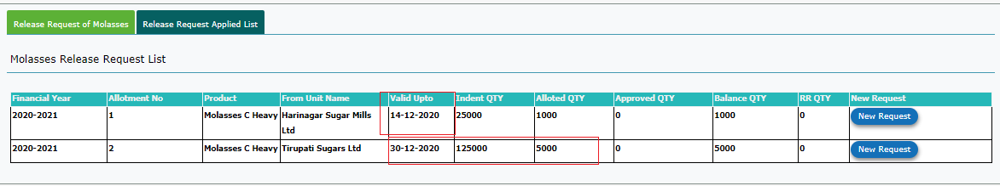 Release Request of Molasses Release Request Applied List
Molasses Release Request List
Financial Year Allotment No Product From Unit Name Valid Upto Indent QTY Alloted QTY Approved QTY Balance QTY RR QTY New Request
2020-2021 1 Molasses C Heavy Harinagar Sugar Mills 14-12-2020 25000 1000 0 1000 0 New Request
Ltd
2020-2021 2 Molasses C Heavy Tirupati Sugars Ltd 30-12-2020 125000 5000 0 5000 0 New Request